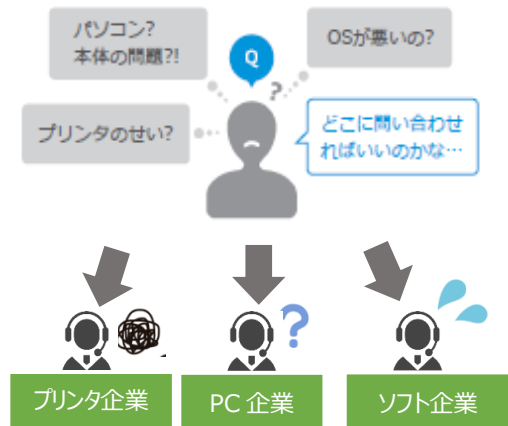 パソコン?
本体の問題?!
Q
OSが悪いの?
?
プリンタのせい?
どこに問い合わせ
ればいいのかな…
?
プリンタ企業
PC 企業
ソフト企業